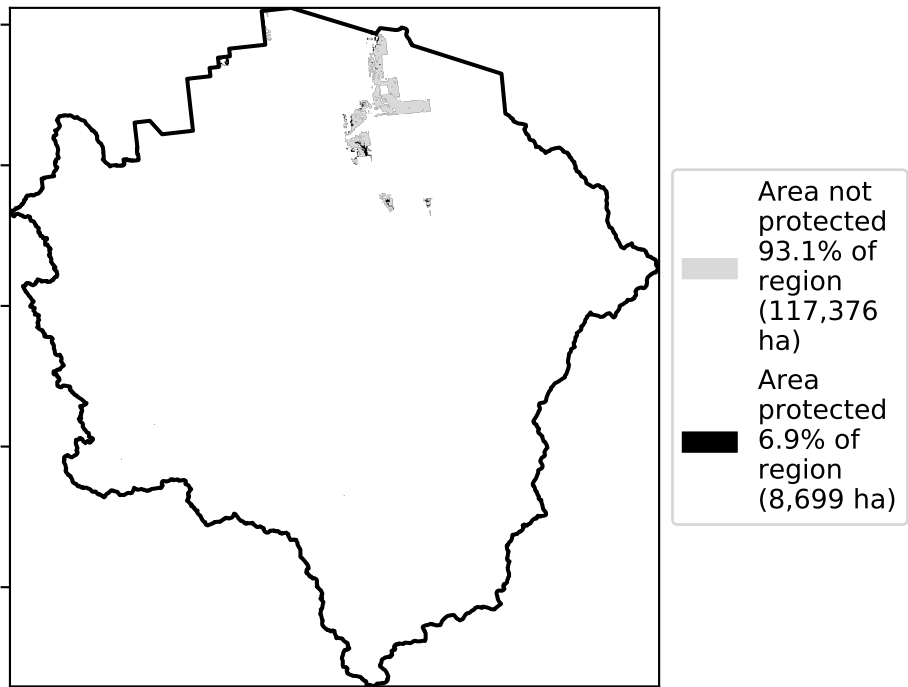 Area not
protected
93.1% of
region
(117,376
ha)
Area
protected
6.9% of
region
(8,699 ha)